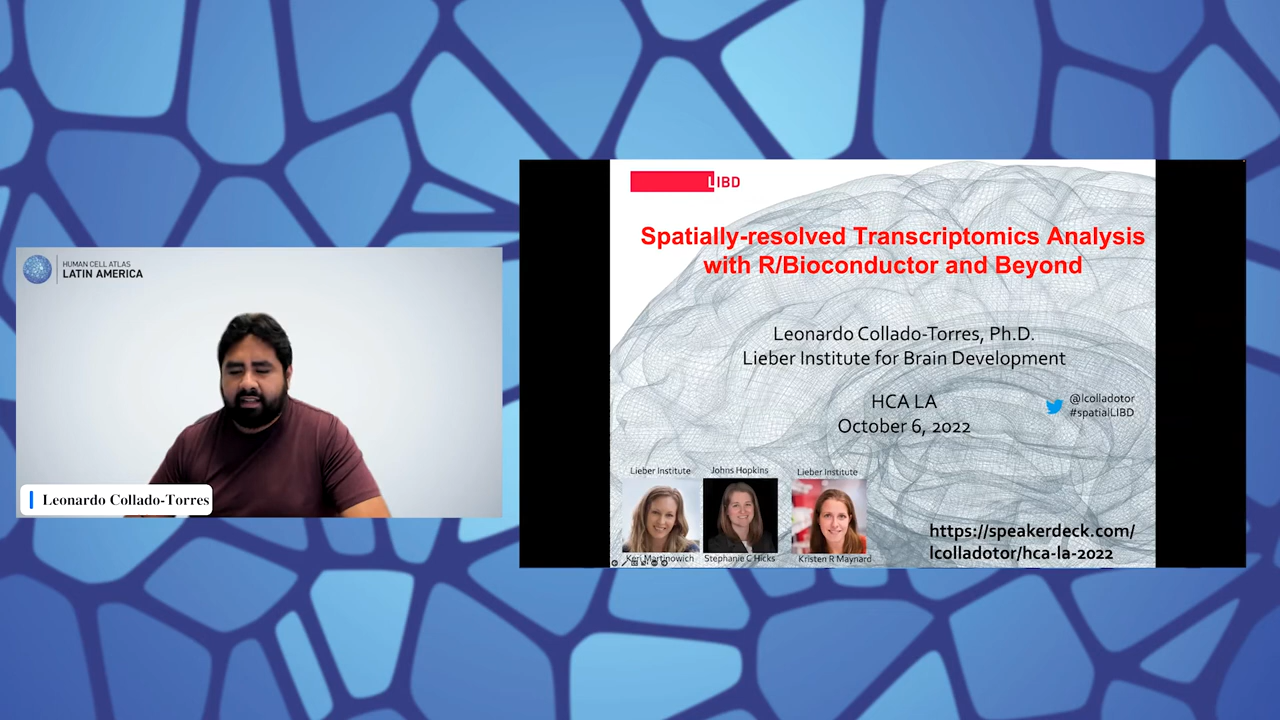 HUMAN CELL ATLAS
LATIN AMERICA
Leonardo Collado-Torres
LIBD
Spatially-resolved Transcriptomics Analysis
with R/Bioconductor and Beyond
Leonardo Collado-Torres, Ph.D.
Lieber Institute for Brain Development
HCA LA
October 6, 2022
@lcolladotor
#spatialLIBD
Lieber Institute
Johns Hopkins
Lieber Institute
Keri Martinowich
Stephanie C Hicks
Kristen R Maynard
https://speakerdeck.com/
lcolladotor/hca-la-2022